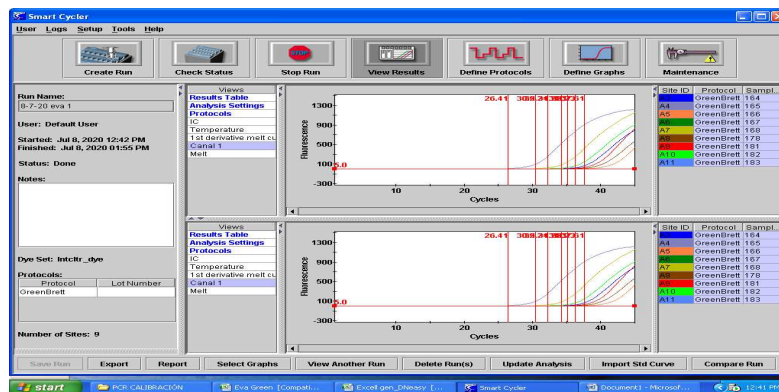 Smart Cycler
User Logs Setup Tools Help
Create Run Check Status Stop Run View Results Define Protocols Define Graphs Maintenance
Run Name:
8-7-20 eva 1
User: Default User
Started: Jul 8, 2020 12:42 PM
Finished: Jul 8, 2020 01:55 PM
Status: Done
Notes:
Dye Set: Intcltr_dye
Protocols:
Protocol Lot Number
GreenBrett
Number of Sites: 9
Views
Results Table
Analysis Settings
Protocols
IC
Temperature
1st derivative melt cu
Canal 1
Melt
Fluorescence
1300
900
500
100
-300
5.0
26.41
10 20 30 40
Cycles
Site ID Protocol Sampl...
GreenBrett 164
A4 GreenBrett 165
A5 GreenBrett 166
A6 GreenBrett 167
A7 GreenBrett 168
A8 GreenBrett 178
A9 GreenBrett 181
A10 GreenBrett 182
A11 GreenBrett 183
Views
Results Table
Analysis Settings
Protocols
IC
Temperature
1st derivative melt cu
Canal 1
Melt
Fluorescence
1300
900
500
100
-300
5.0
26.41
10 20 30 40
Cycles
Site ID Protocol Sampl...
GreenBrett 164
A4 GreenBrett 165
A5 GreenBrett 166
A6 GreenBrett 167
A7 GreenBrett 168
A8 GreenBrett 178
A9 GreenBrett 181
A10 GreenBrett 182
A11 GreenBrett 183
Save Run Export Report Select Graphs View Another Run Delete Run(s) Update Analysis Import Std Curve Compare Run
start PCR CALIBRACIÓN Eva Green [Compati... Excell gen_DNeasy [... Smart Cycler Document1 - Microsof... 12:41 PM